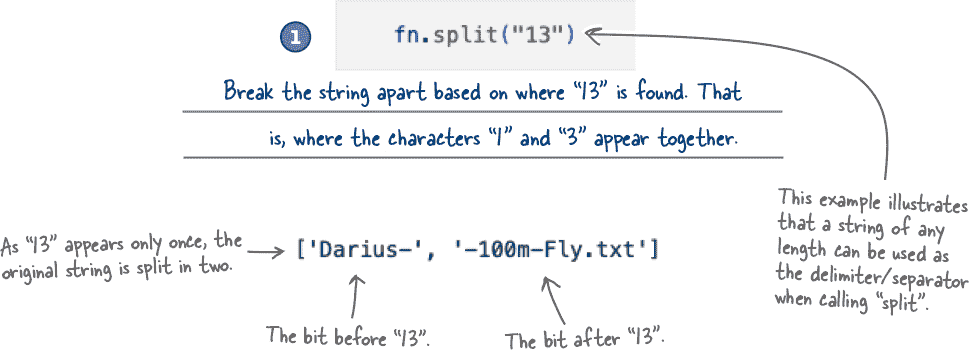 1
fn.split("13")
Break the string apart based on where “13” is found. That
is, where the characters “1” and “3” appear together.
This example illustrates
that a string of any
length can be used as
the delimiter/separator
when calling “split”.
As “13” appears only once, the
original string is split in two.
['Darius-', '-100m-Fly.txt']
The bit before “13”.
The bit after “13”.